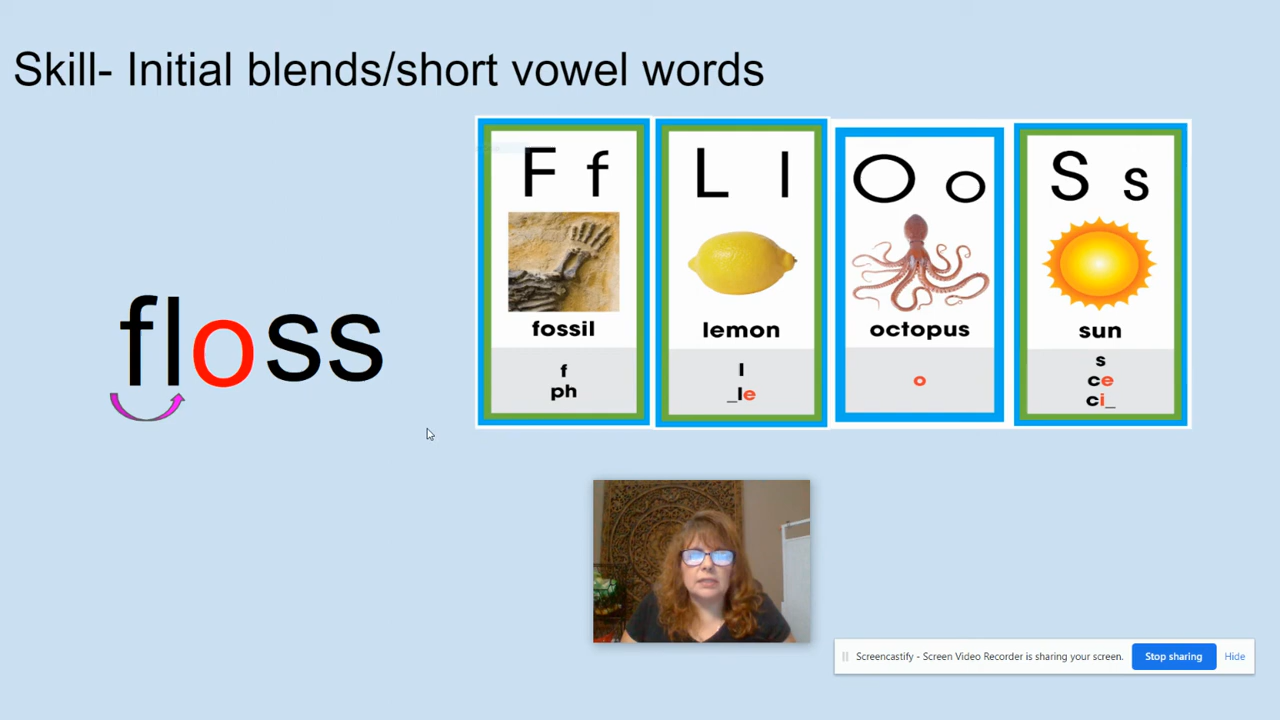 Skill- Initial blends/short vowel words
F f
fossil
f
ph
L l
lemon
l
_le
O o
octopus
o
S s
sun
s
ce
ci_
floss
Screencastify - Screen Video Recorder is sharing your screen.
Stop sharing
Hide